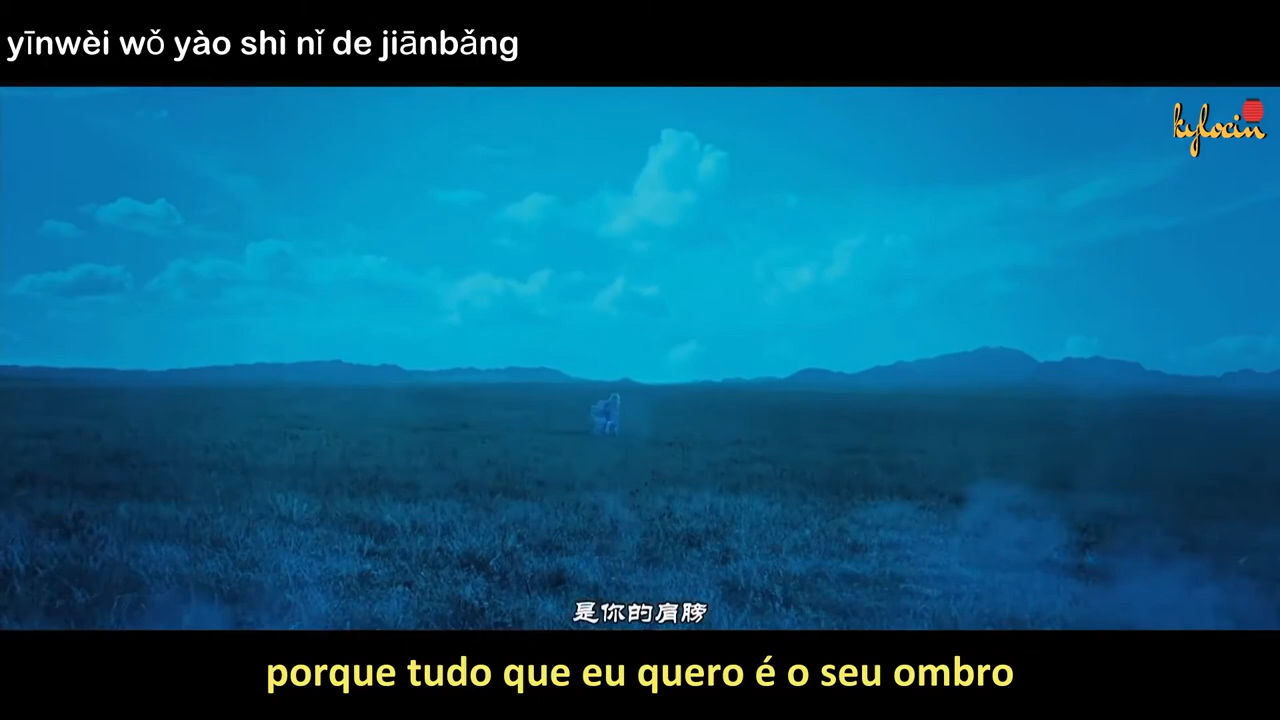 yīnwèi wǒ yào shì nǐ de jiānbǎng
kylocin
是你的肩膀
porque tudo que eu quero é o seu ombro